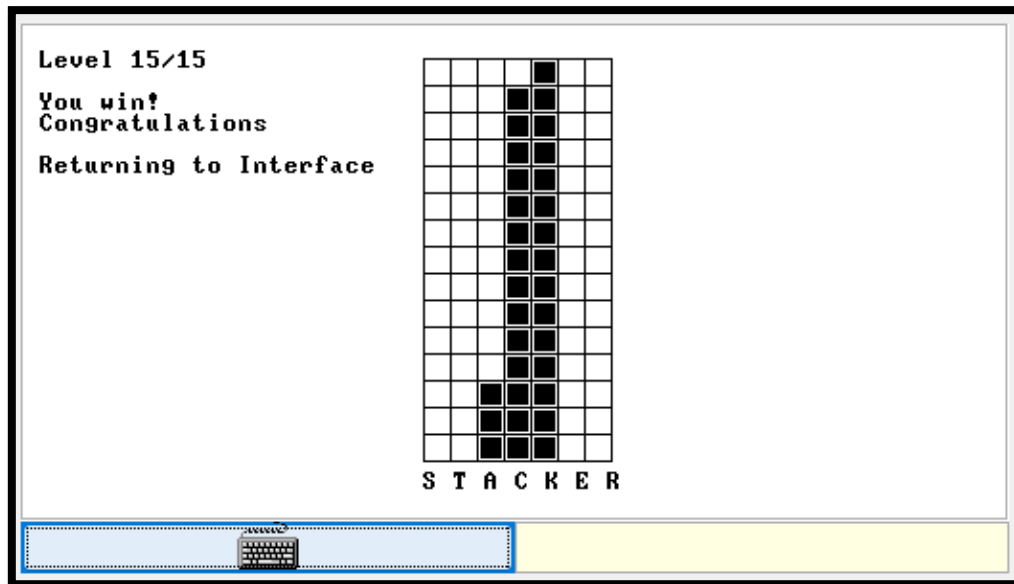 Level 15/15
You win!
Congratulations
Returning to Interface
S T A C K E R